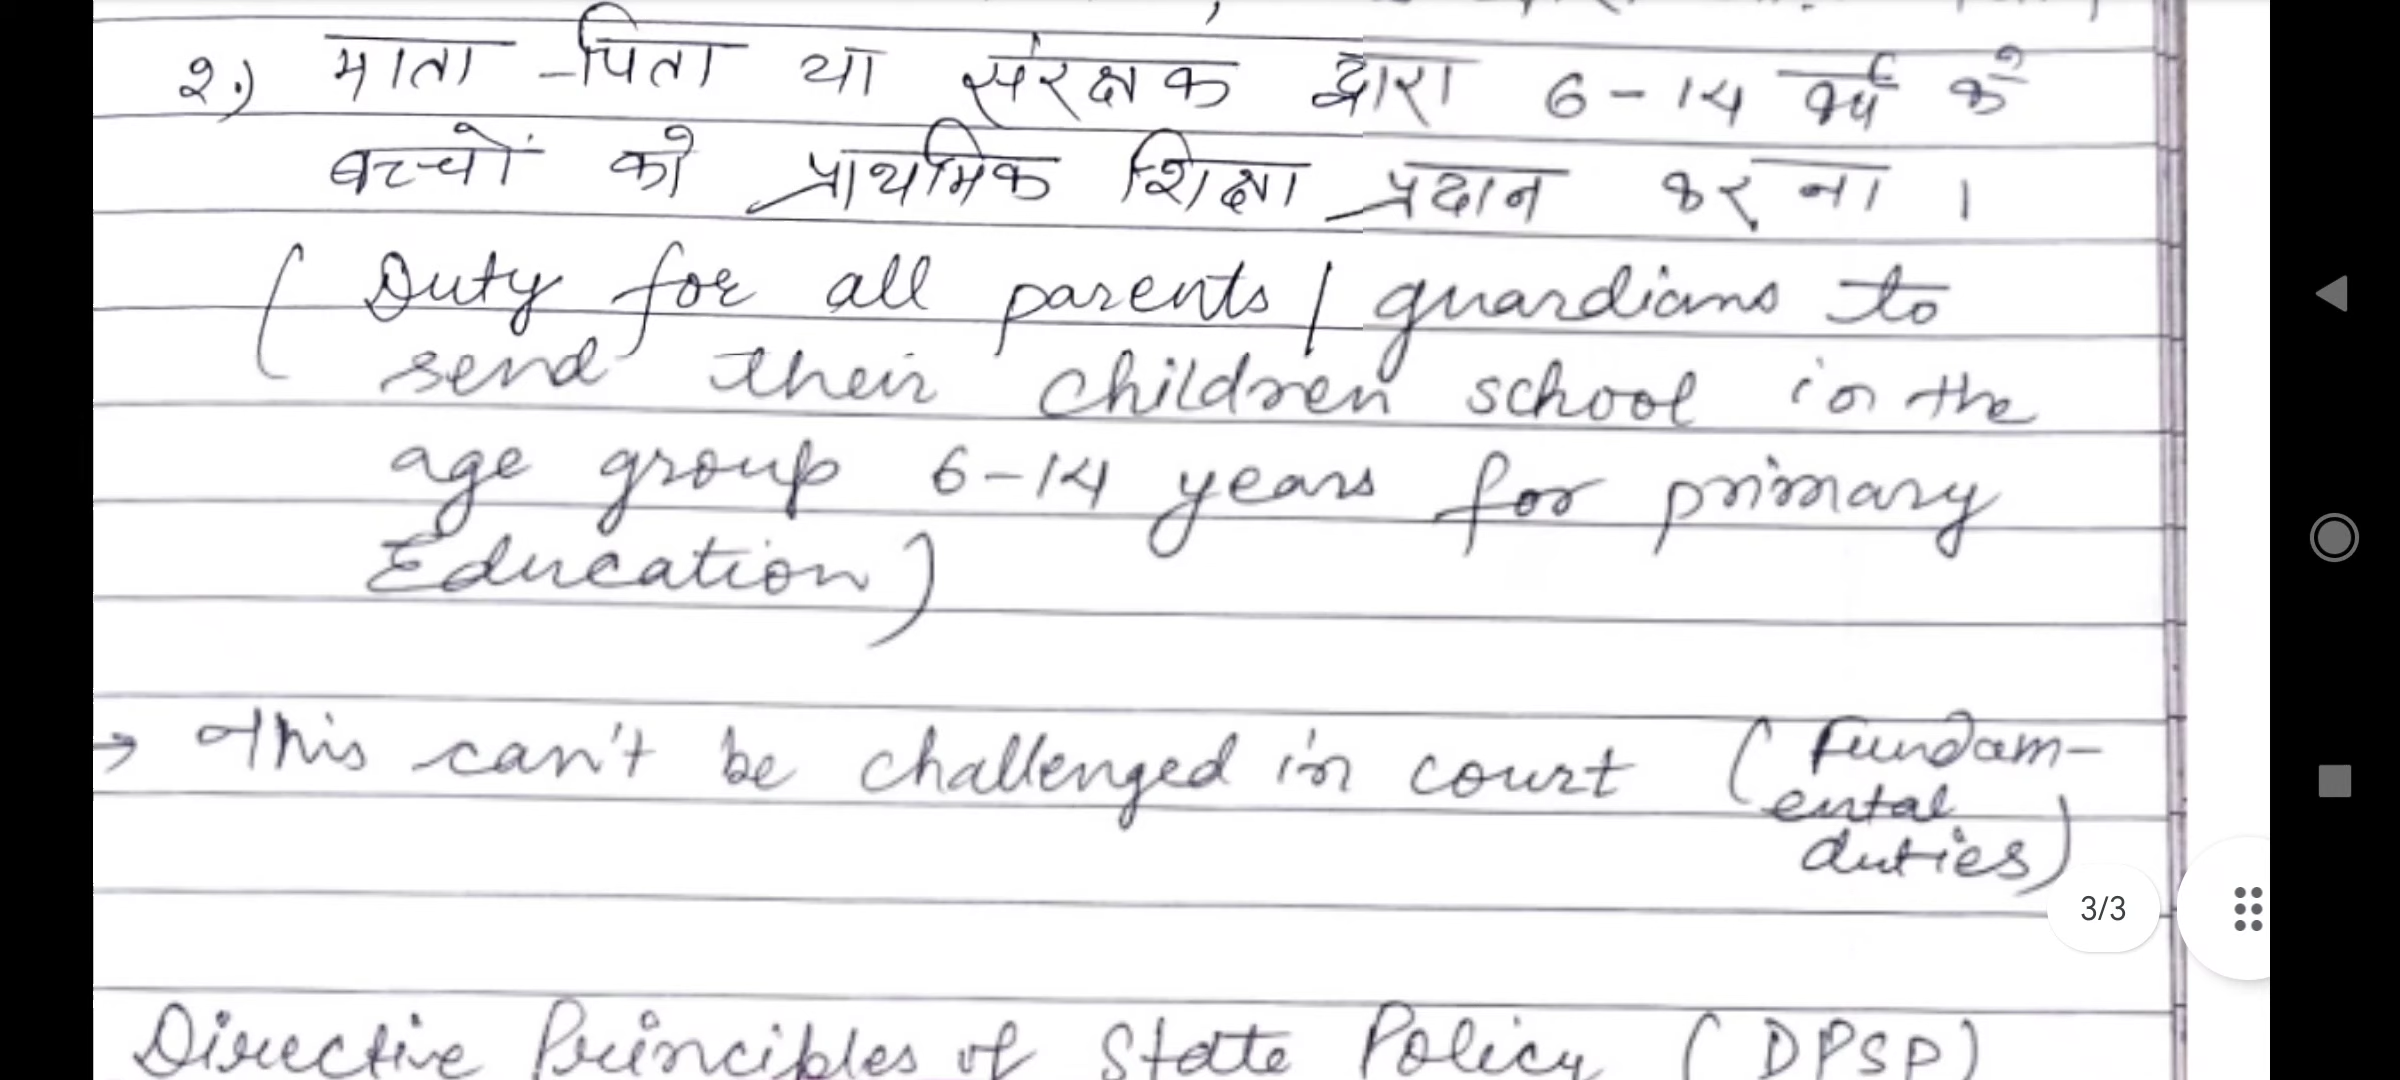 २.) माता-पिता या संरक्षक द्वारा 6-14 वर्ष के
बच्चों को प्राथमिक शिक्षा प्रदान करना।
( Duty for all parents / guardians to
send their children school in the
age group 6-14 years for primary
Education)
→ This can't be challenged in court ( Fundam-
ental
duties)
3/3
Directive Principles of State Policy (DPSP)